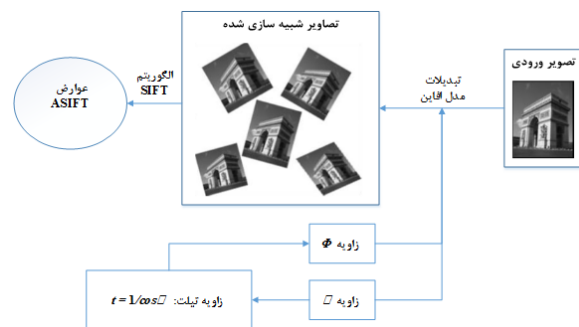 تصویر ورودی
تبدیلات
مدل افاین
تصاویر شبیه سازی شده
الگوریتم
SIFT
عوارض
ASIFT
زاویه Φ
زاویه □
زاویه تیلت: t = 1/cos□